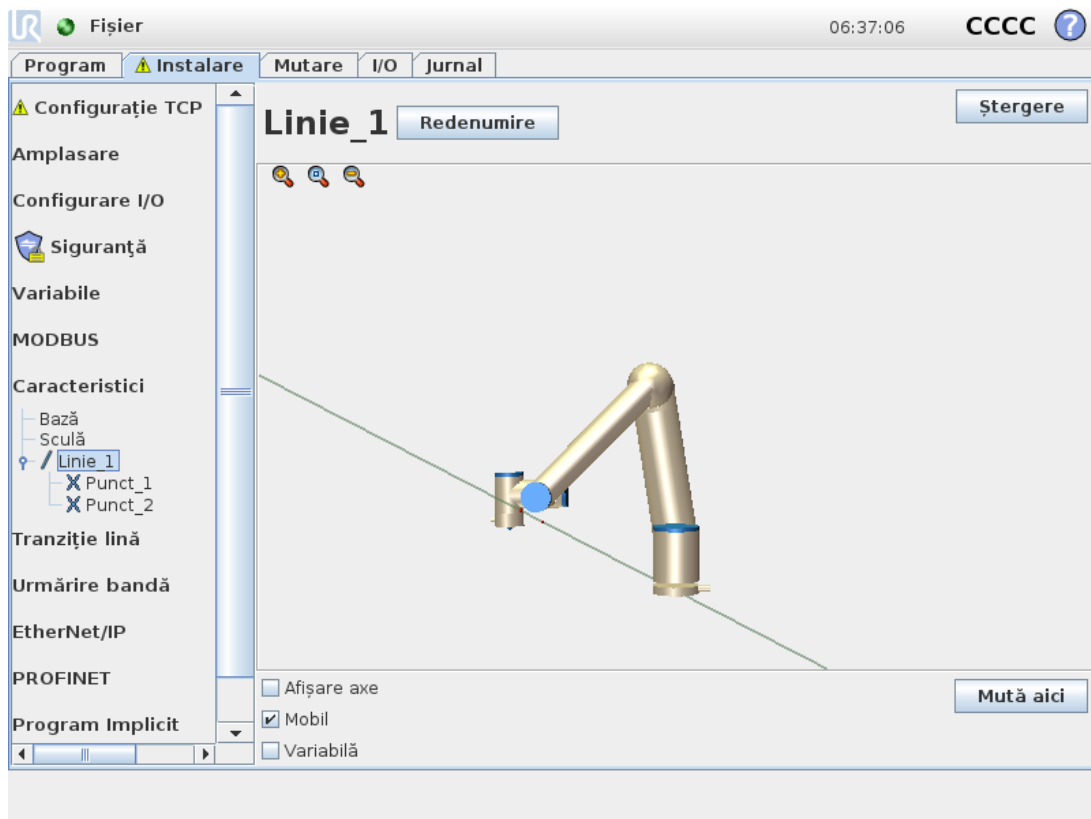 UR Fișier 06:37:06 CCCC ?
Program Instalare Mutare I/O Jurnal
Configurație TCP
Amplasare
Configurare I/O
Siguranţă
Variabile
MODBUS
Caracteristici
Bază
Sculă
Linie_1
Punct_1
Punct_2
Tranziție lină
Urmărire bandă
EtherNet/IP
PROFINET
Program Implicit
Linie_1 Redenumire Ștergere
Afișare axe
Mobil
Variabilă
Mută aici